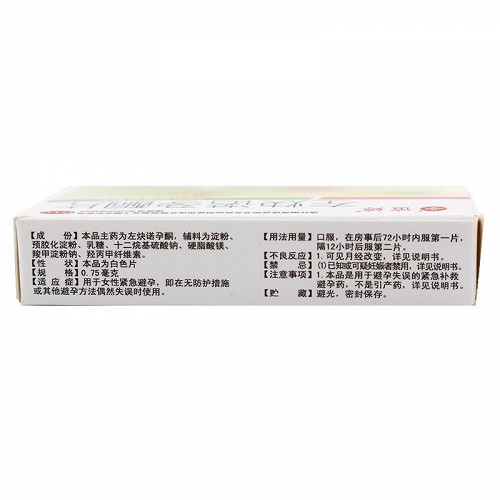 左炔诺孕酮片
【成 份】本品主药为左炔诺孕酮，辅料为淀粉、
预胶化淀粉、乳糖、十二烷基硫酸钠、硬脂酸镁、
羧甲淀粉钠、羟丙甲纤维素。
【性 状】本品为白色片
【规 格】0.75毫克
【适 应 症】用于女性紧急避孕，即在无防护措施
或其他避孕方法偶然失误时使用。
【用法用量】口服，在房事后72小时内服第一片，
隔12小时后服第二片。
【不良反应】1. 可见月经改变，详见说明书。
【禁 忌】(1)已知或可疑妊娠者禁用，详见说明书。
【注意事项】1. 本品是用于避孕失误的紧急补救
避孕药，不是引产药，详见说明书。
【贮 藏】避光，密封保存。